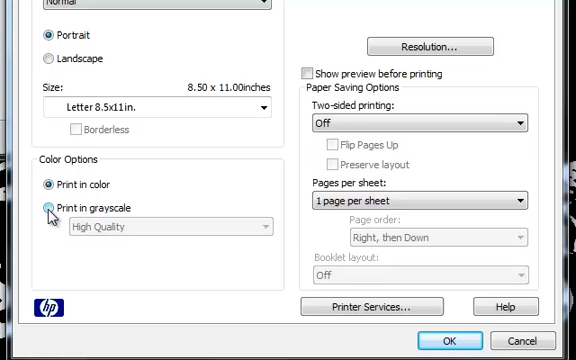 Normal
Portrait
Landscape
Size:
8.50 x 11.00inches
Letter 8.5x11in.
Borderless
Color Options
Print in color
Print in grayscale
High Quality
hp
Resolution...
Show preview before printing
Paper Saving Options
Two-sided printing:
Off
Flip Pages Up
Preserve layout
Pages per sheet:
1 page per sheet
Page order:
Right, then Down
Booklet layout:
Off
Printer Services...
Help
OK
Cancel